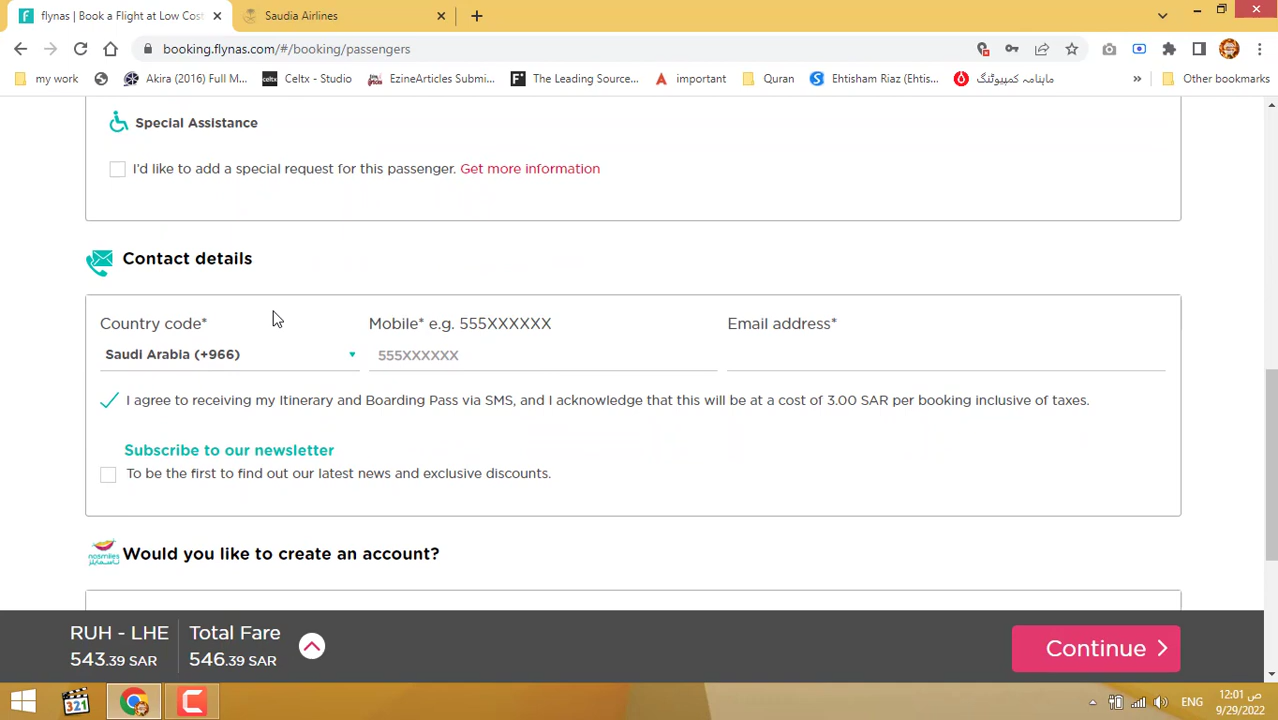 flynas | Book a Flight at Low Cost
Saudia Airlines
booking.flynas.com/#/booking/passengers
my work
Akira (2016) Full M...
celtx
Celtx - Studio
EzineArticles Submi...
The Leading Source...
important
Quran
Ehtisham Riaz (Ehtis...
ماہنامہ کمپیوٹنگ
»
Other bookmarks
Special Assistance
I'd like to add a special request for this passenger. Get more information
Contact details
Country code*
Mobile* e.g. 555XXXXXX
Email address*
Saudi Arabia (+966)
555XXXXXX
I agree to receiving my Itinerary and Boarding Pass via SMS, and I acknowledge that this will be at a cost of 3.00 SAR per booking inclusive of taxes.
Subscribe to our newsletter
To be the first to find out our latest news and exclusive discounts.
nasmiles
ناسمايلز
Would you like to create an account?
RUH - LHE
Total Fare
543.39 SAR
546.39 SAR
Continue
321
ENG
12:01 ص
9/29/2022